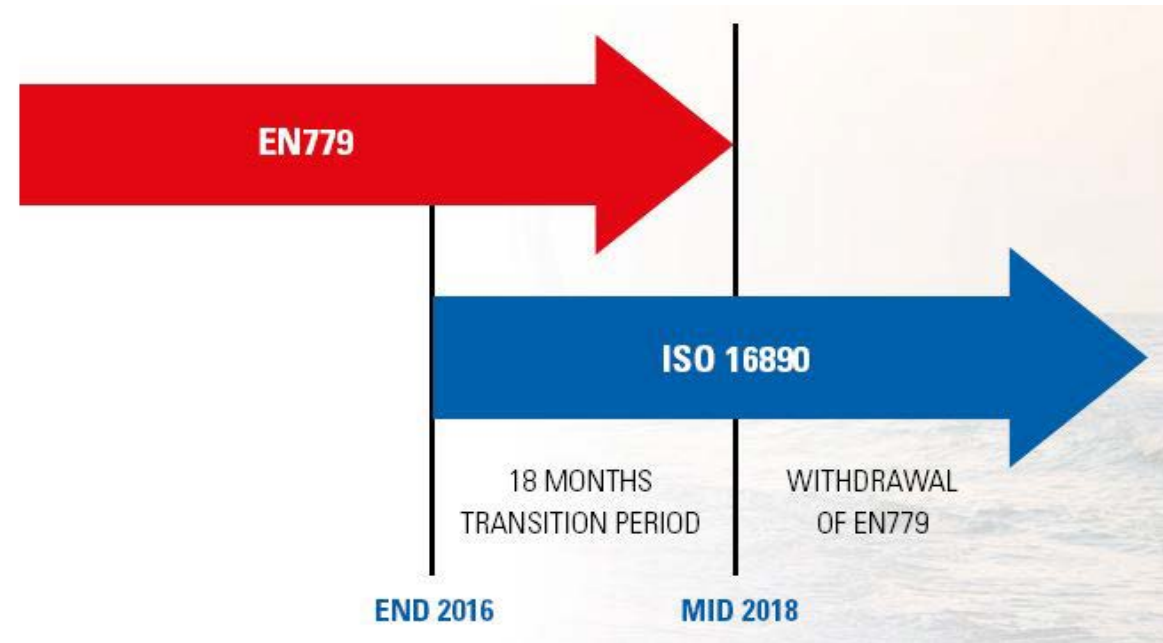 EN779
ISO 16890
18 MONTHS
TRANSITION PERIOD
WITHDRAWAL
OF EN779
END 2016
MID 2018